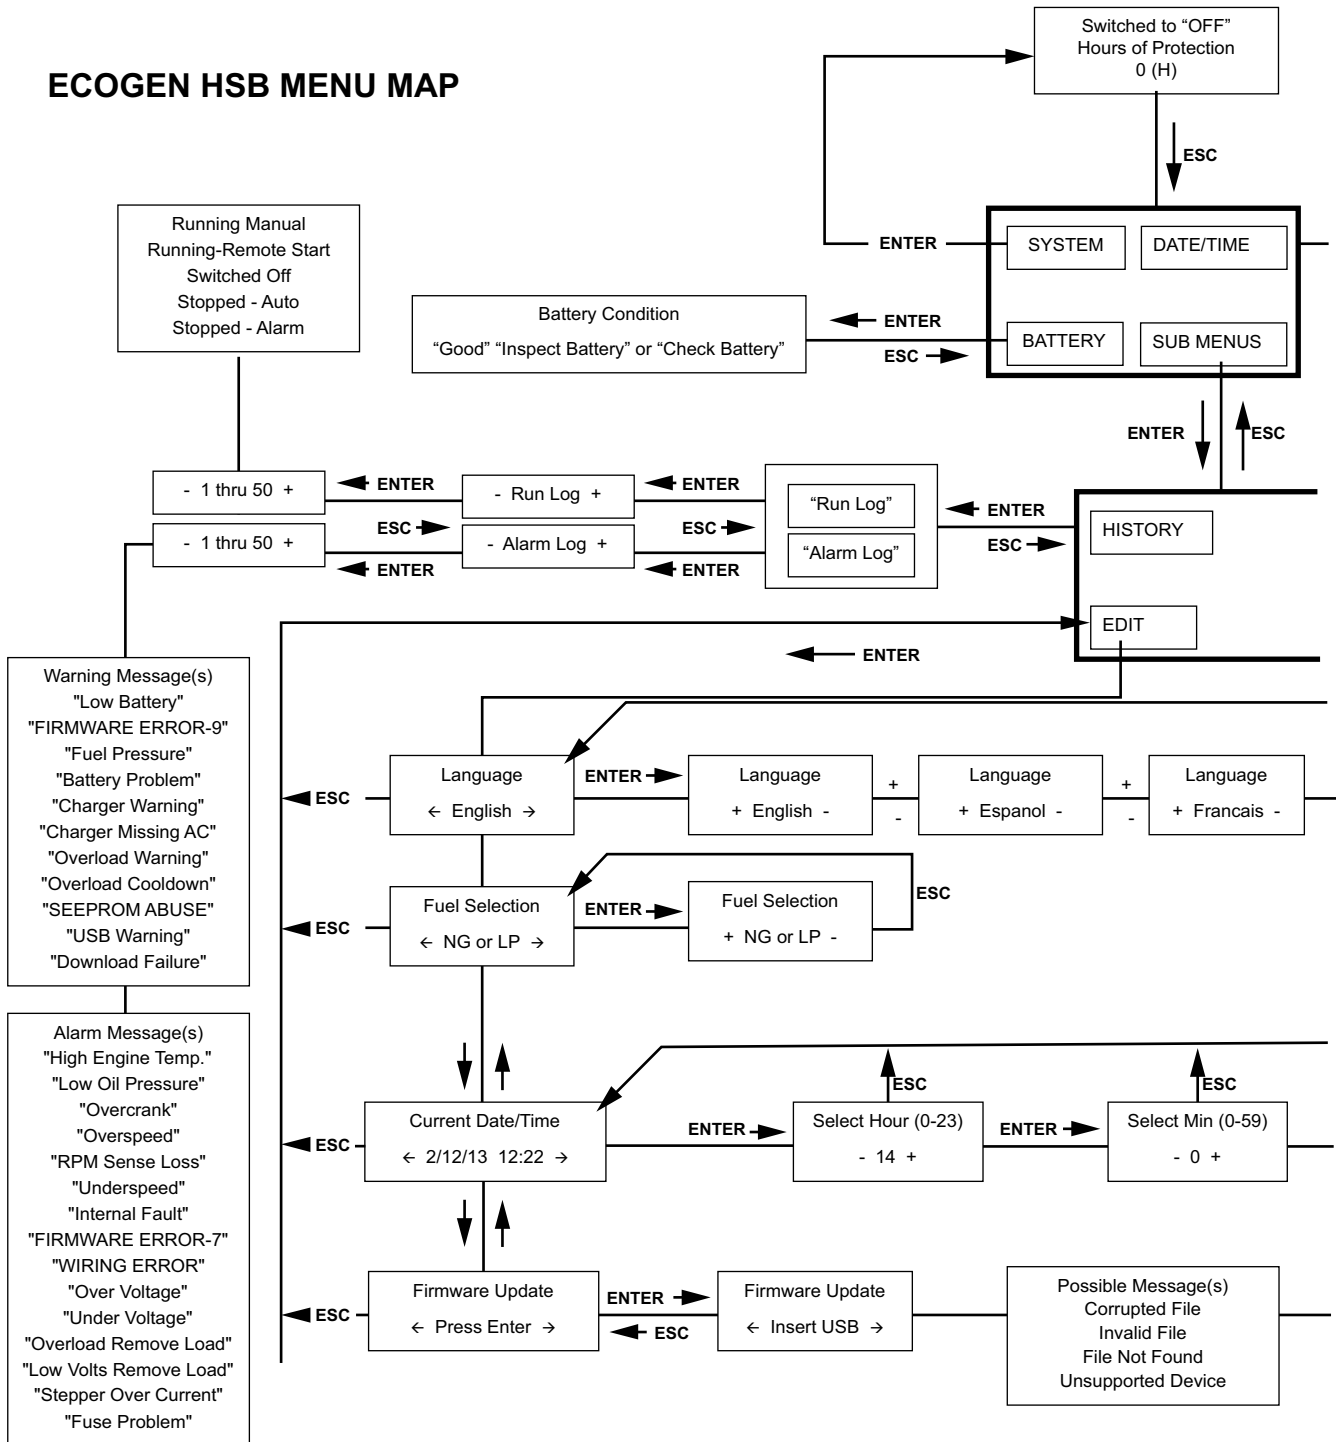 Switched to “OFF”
Hours of Protection
0 (H)
ECOGEN HSB MENU MAP
ESC
Running Manual
Running-Remote Start
Switched Off
Stopped - Auto
Stopped - Alarm
ENTER
SYSTEM
DATE/TIME
Battery Condition
“Good” “Inspect Battery” or “Check Battery”
ENTER
ESC
BATTERY
SUB MENUS
ENTER
ESC
- 1 thru 50 +
ENTER
- Run Log +
ENTER
“Run Log”
ENTER
HISTORY
ESC
ESC
ESC
- 1 thru 50 +
- Alarm Log +
“Alarm Log”
ENTER
ENTER
EDIT
ENTER
Warning Message(s)
"Low Battery"
"FIRMWARE ERROR-9"
"Fuel Pressure"
"Battery Problem"
"Charger Warning"
"Charger Missing AC"
"Overload Warning"
"Overload Cooldown"
"SEEPROM ABUSE"
"USB Warning"
"Download Failure"
ESC
Language
← English →
ENTER
Language
+ English -
+
-
Language
+ Espanol -
+
-
Language
+ Francais -
ESC
Fuel Selection
← NG or LP →
ENTER
Fuel Selection
+ NG or LP -
ESC
Alarm Message(s)
"High Engine Temp."
"Low Oil Pressure"
"Overcrank"
"Overspeed"
"RPM Sense Loss"
"Underspeed"
"Internal Fault"
"FIRMWARE ERROR-7"
"WIRING ERROR"
"Over Voltage"
"Under Voltage"
"Overload Remove Load"
"Low Volts Remove Load"
"Stepper Over Current"
"Fuse Problem"
ESC
ESC
ESC
Current Date/Time
← 2/12/13 12:22 →
ENTER
Select Hour (0-23)
- 14 +
ENTER
Select Min (0-59)
- 0 +
ESC
Firmware Update
← Press Enter →
ENTER
ESC
Firmware Update
← Insert USB →
Possible Message(s)
Corrupted File
Invalid File
File Not Found
Unsupported Device